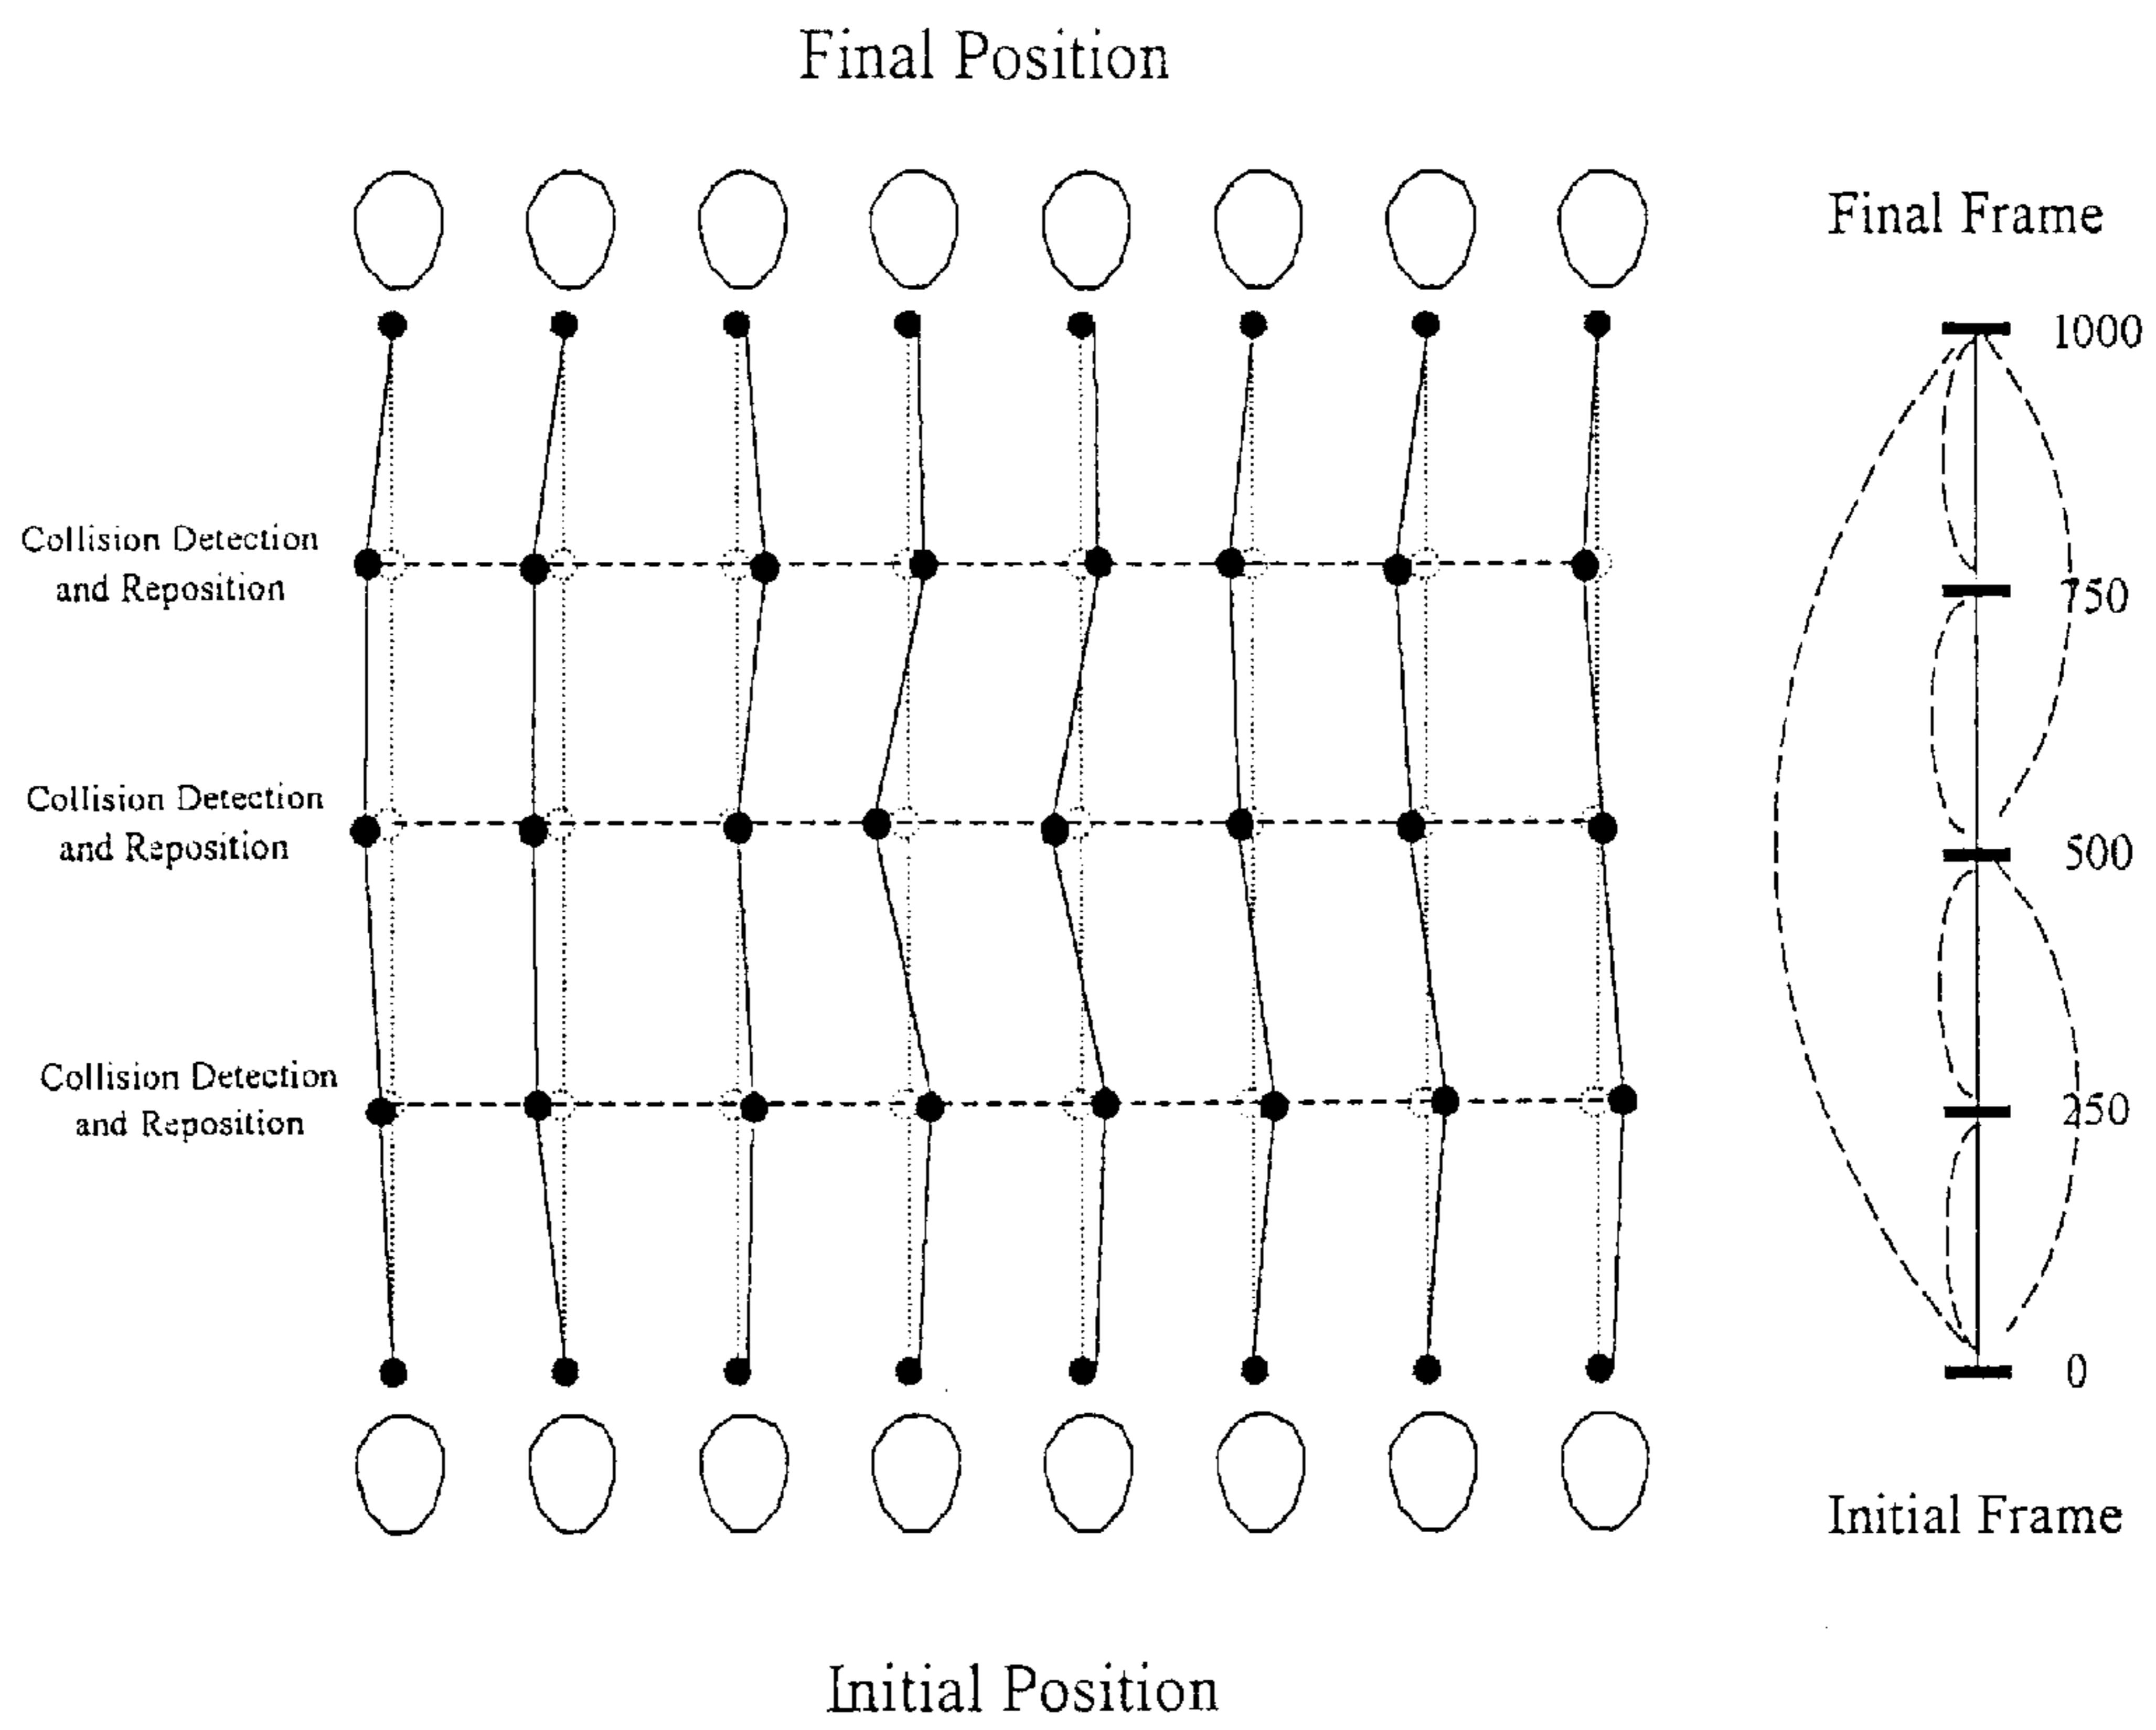 Final Position
Final Frame
1000
Collision Detection
and Reposition
750
Collision Detection
and Reposition
500
Collision Detection
and Reposition
250
0
Initial Frame
Initial Position